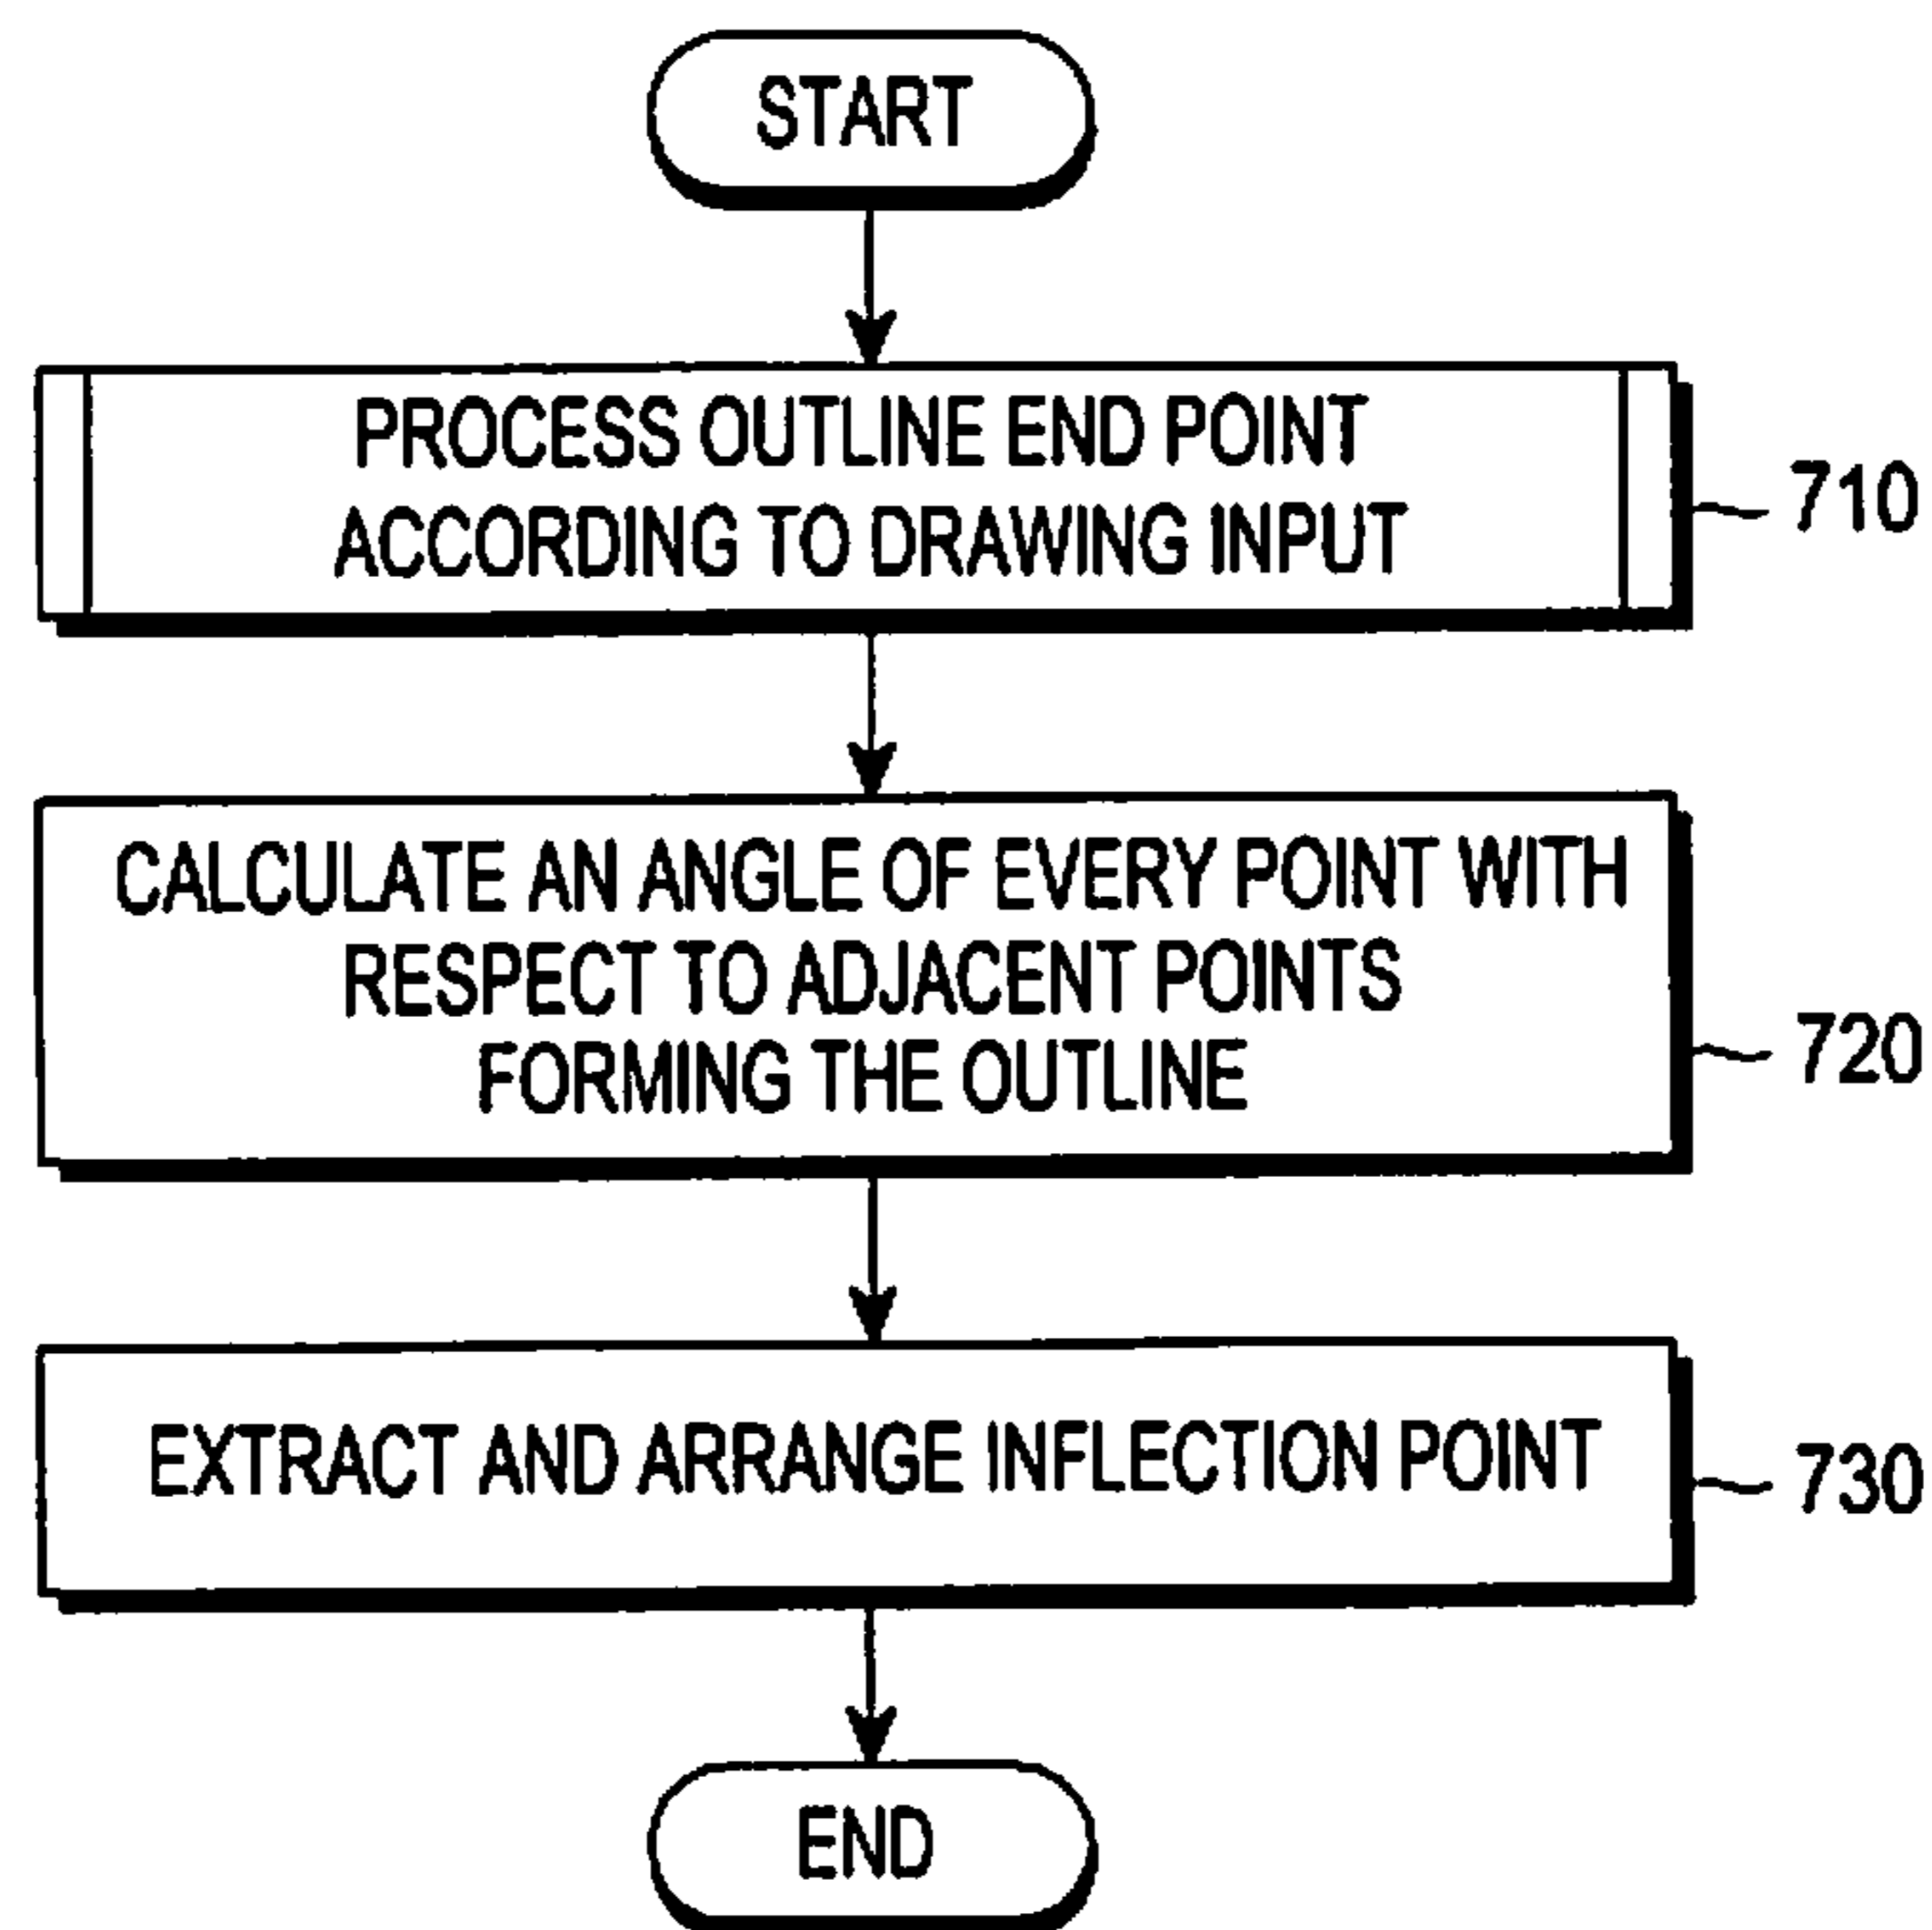 START
PROCESS OUTLINE END POINT
ACCORDING TO DRAWING INPUT
710
CALCULATE AN ANGLE OF EVERY POINT WITH
RESPECT TO ADJACENT POINTS
FORMING THE OUTLINE
720
EXTRACT AND ARRANGE INFLECTION POINT
730
END